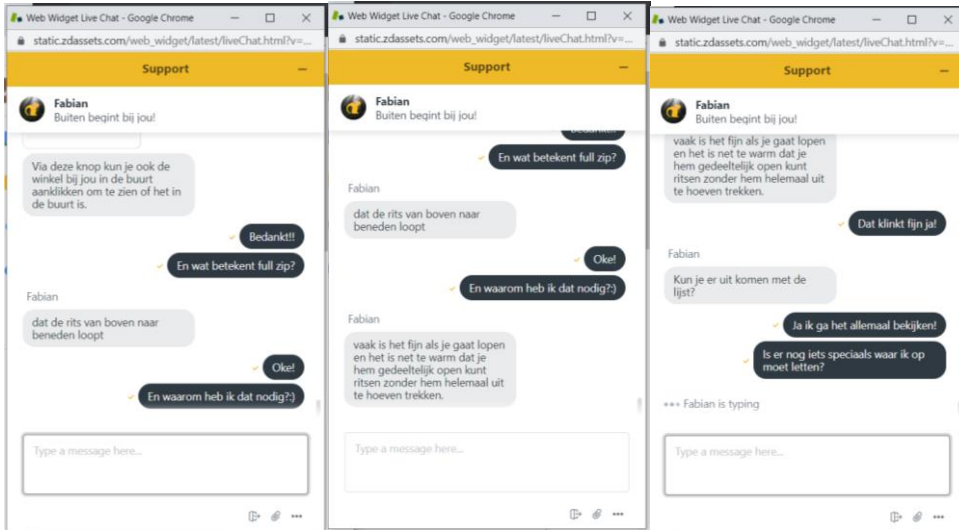 Web Widget Live Chat - Google Chrome
static.zdassets.com/web_widget/latest/liveChat.html?v=...
Support
Fabian
Buiten begint bij jou!
Via deze knop kun je ook de
winkel bij jou in de buurt
aanklikken om te zien of het in
de buurt is.
Bedankt!!
En wat betekent full zip?
Fabian
dat de rits van boven naar
beneden loopt
Oke!
En waarom heb ik dat nodig?:)
Type a message here...
Web Widget Live Chat - Google Chrome
static.zdassets.com/web_widget/latest/liveChat.html?v=...
Support
Fabian
Buiten begint bij jou!
Bedankt!!
En wat betekent full zip?
Fabian
dat de rits van boven naar
beneden loopt
Oke!
En waarom heb ik dat nodig?:)
Fabian
vaak is het fijn als je gaat lopen
en het is net te warm dat je
hem gedeeltelijk open kunt
ritsen zonder hem helemaal uit
te hoeven trekken.
Type a message here...
Web Widget Live Chat - Google Chrome
static.zdassets.com/web_widget/latest/liveChat.html?v=...
Support
Fabian
Buiten begint bij jou!
vaak is het fijn als je gaat lopen
en het is net te warm dat je
hem gedeeltelijk open kunt
ritsen zonder hem helemaal uit
te hoeven trekken.
Dat klinkt fijn ja!
Fabian
Kun je er uit komen met de
lijst?
Ja ik ga het allemaal bekijken!
Is er nog iets speciaals waar ik op
moet letten?
Fabian is typing
Type a message here...